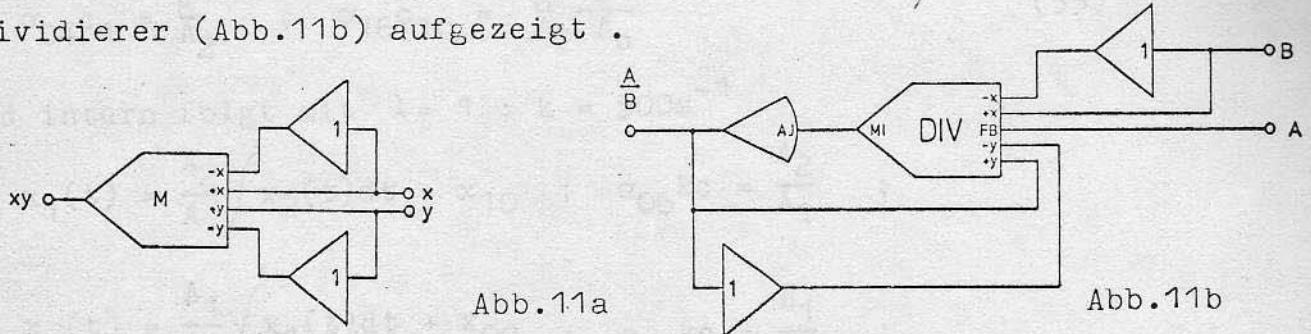 ividierer (Abb.11b) aufgezeigt .
A
B
1
B
-x
+x
FB
-y
+y
DIV
MI
AJ
A
1
-x
+x
+y
-y
M
xy
x
y
1
1
Abb.11a
Abb.11b